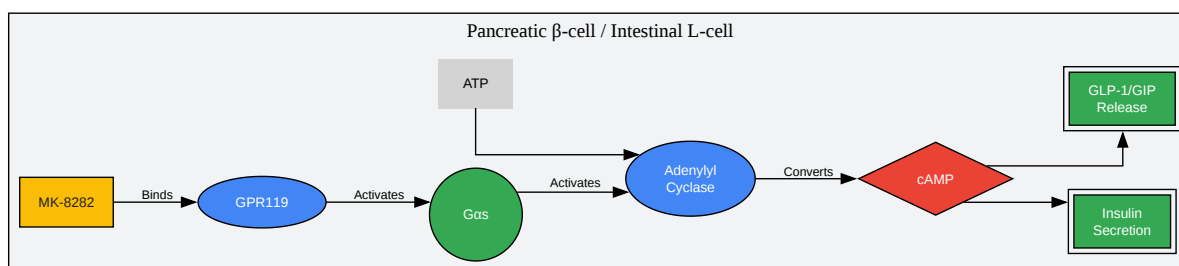 Pancreatic β-cell / Intestinal L-cell
ATP
GLP-1/GIP
Release
MK-8282
Binds
GPR119
Activates
Gαs
Activates
Adenylyl
Cyclase
Converts
cAMP
Insulin
Secretion